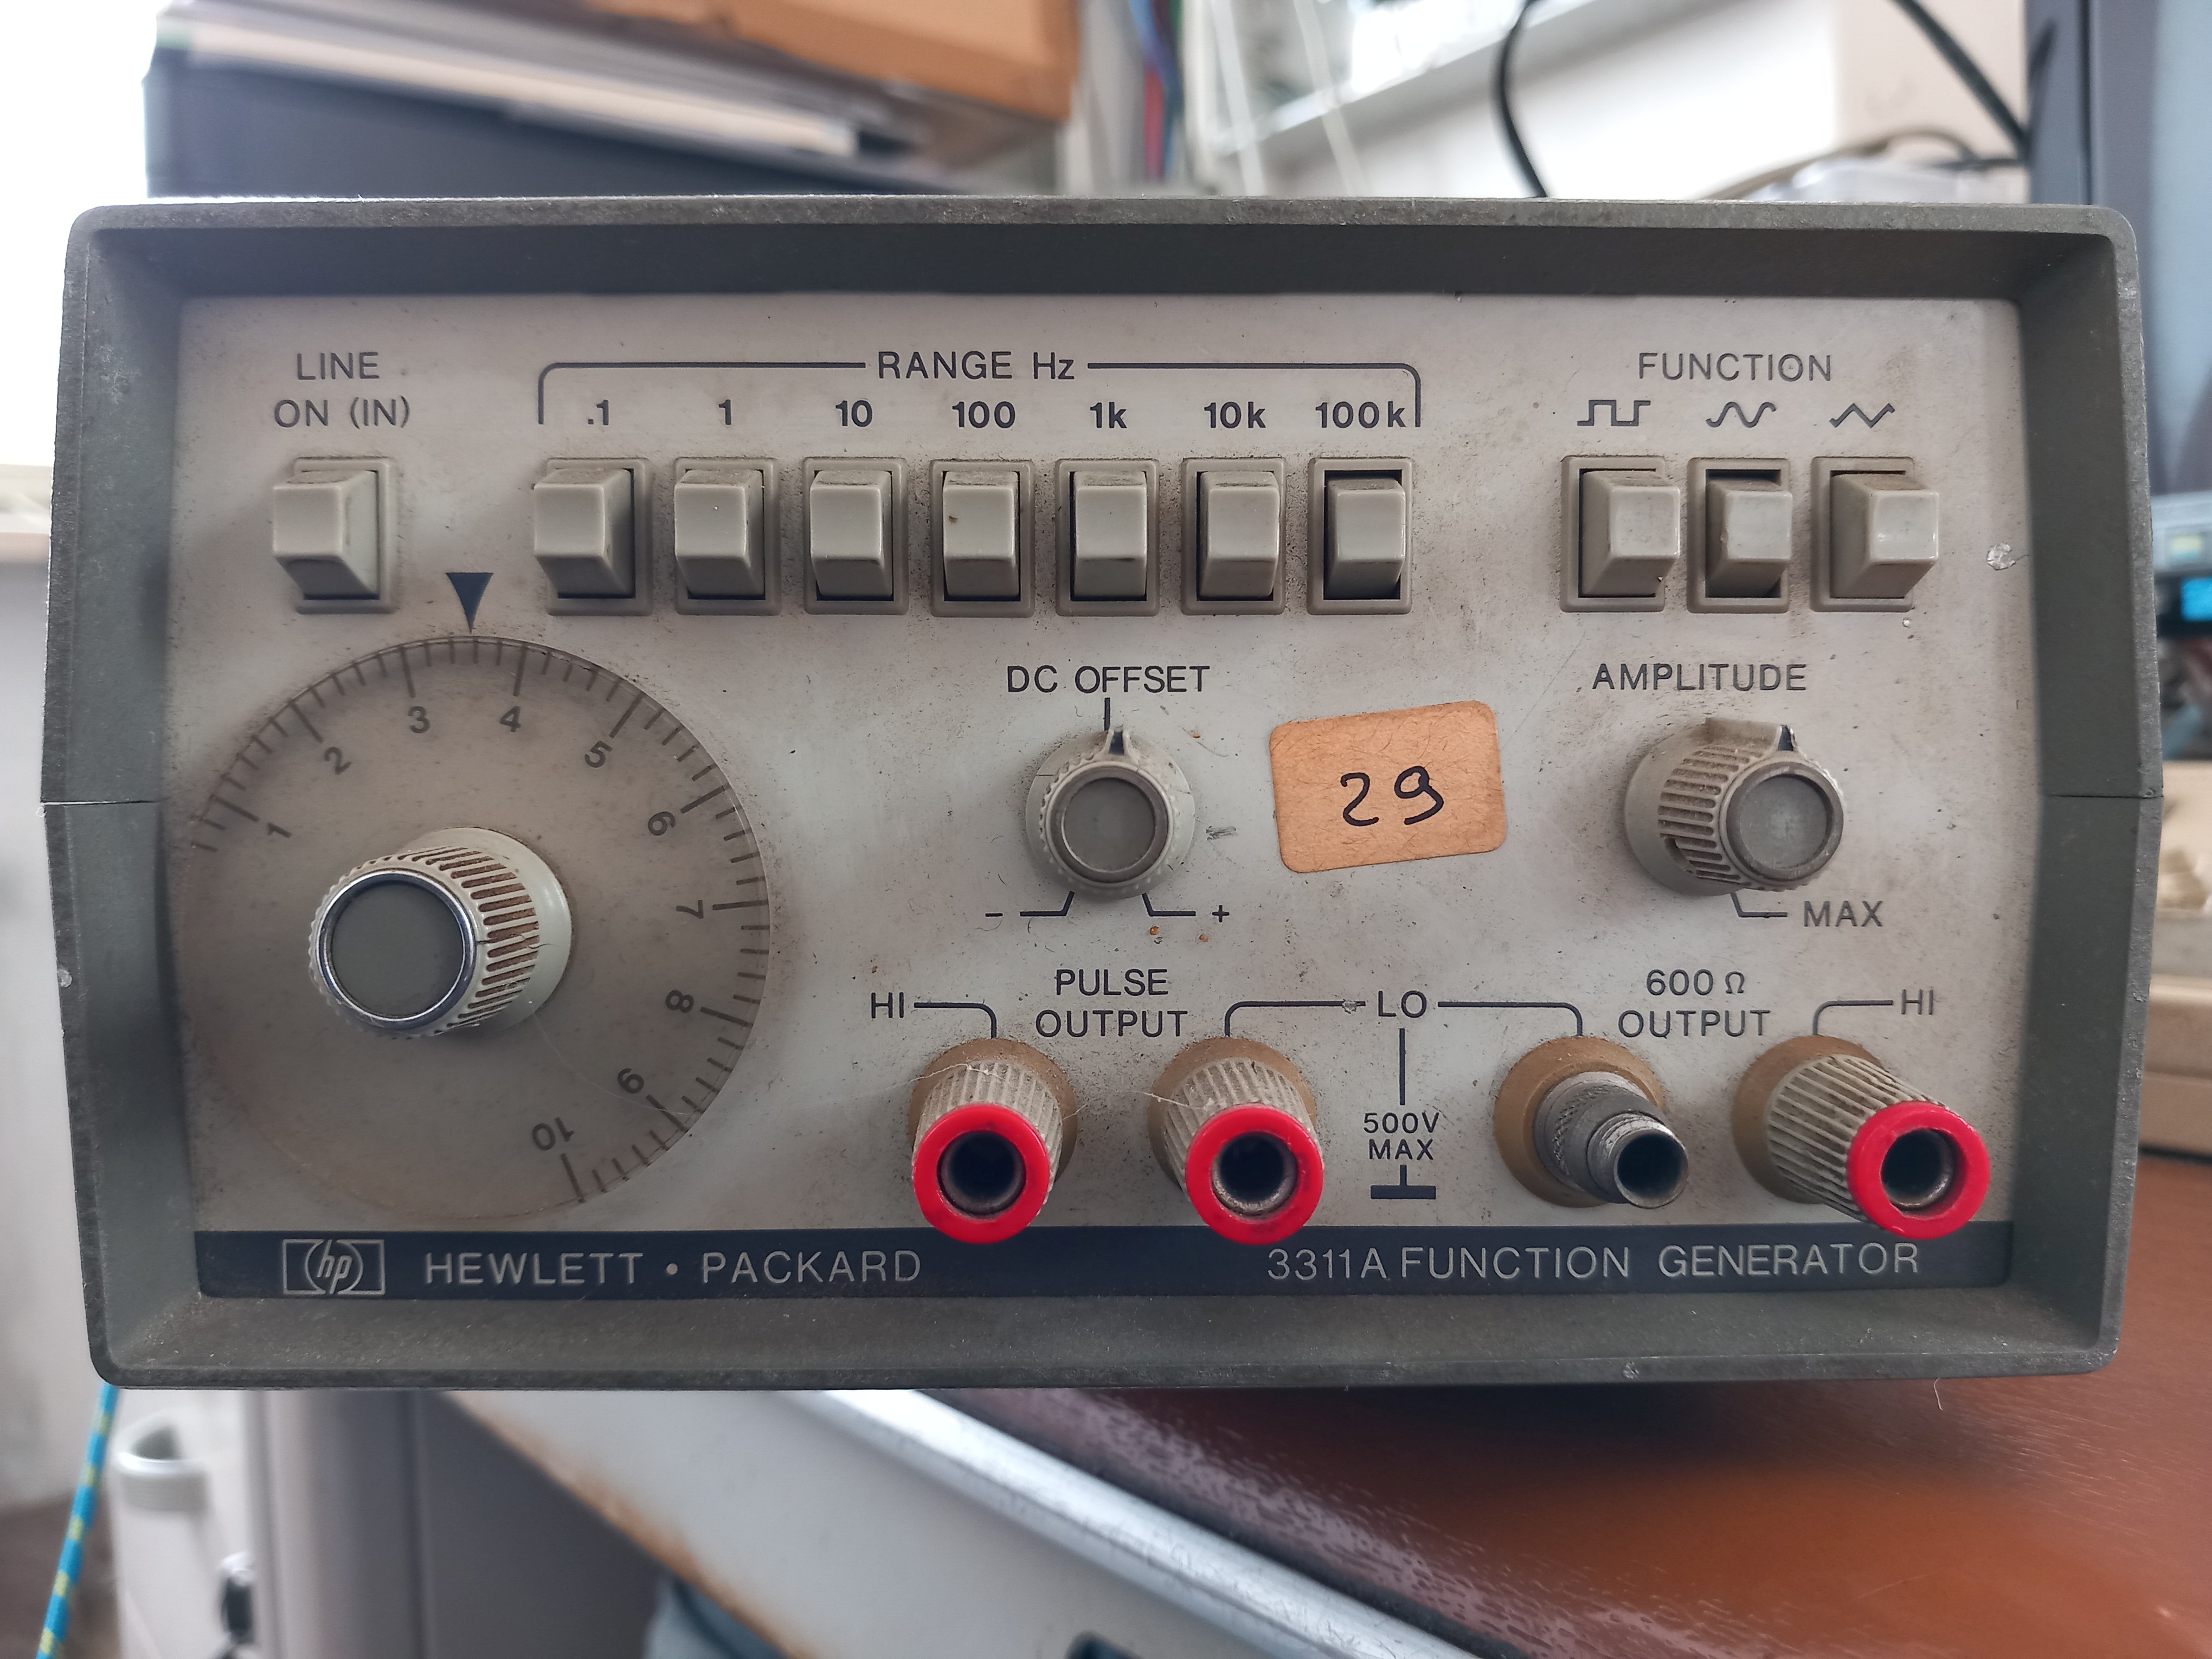 LINE
ON (IN)
RANGE Hz
.1 1 10 100 1k 10k 100k
FUNCTION
1 2 3 4 5 6 7 8 9 10
DC OFFSET
- +
29
AMPLITUDE
MAX
HI
PULSE
OUTPUT
LO
500V
MAX
600 Ω
OUTPUT
HI
hp HEWLETT • PACKARD
3311A FUNCTION GENERATOR